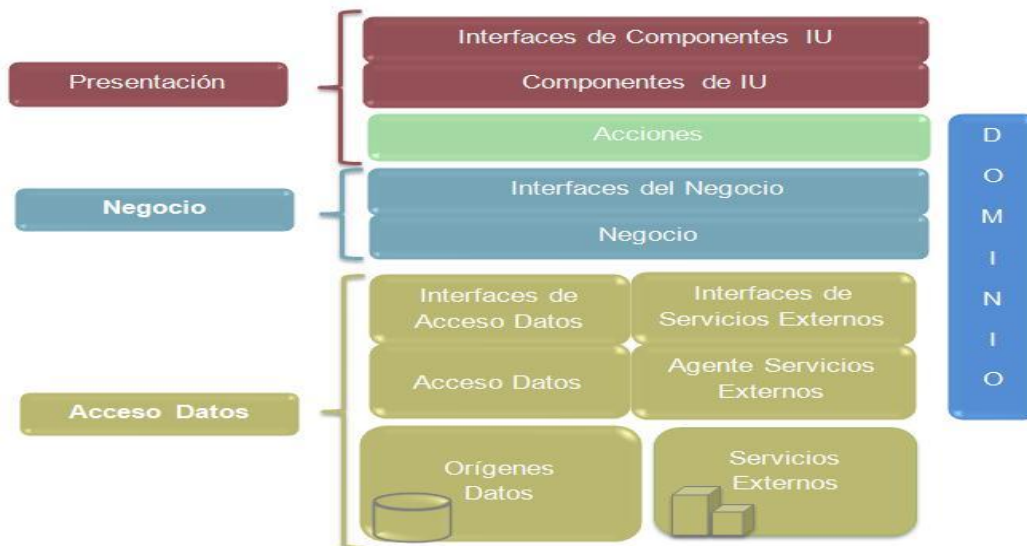 Presentación
Interfaces de Componentes IU
Componentes de IU
Acciones
Negocio
Interfaces del Negocio
Negocio
Acceso Datos
Interfaces de
Acceso Datos
Interfaces de
Servicios Externos
Acceso Datos
Agente Servicios
Externos
Orígenes
Datos
Servicios
Externos
D
O
M
I
N
I
O